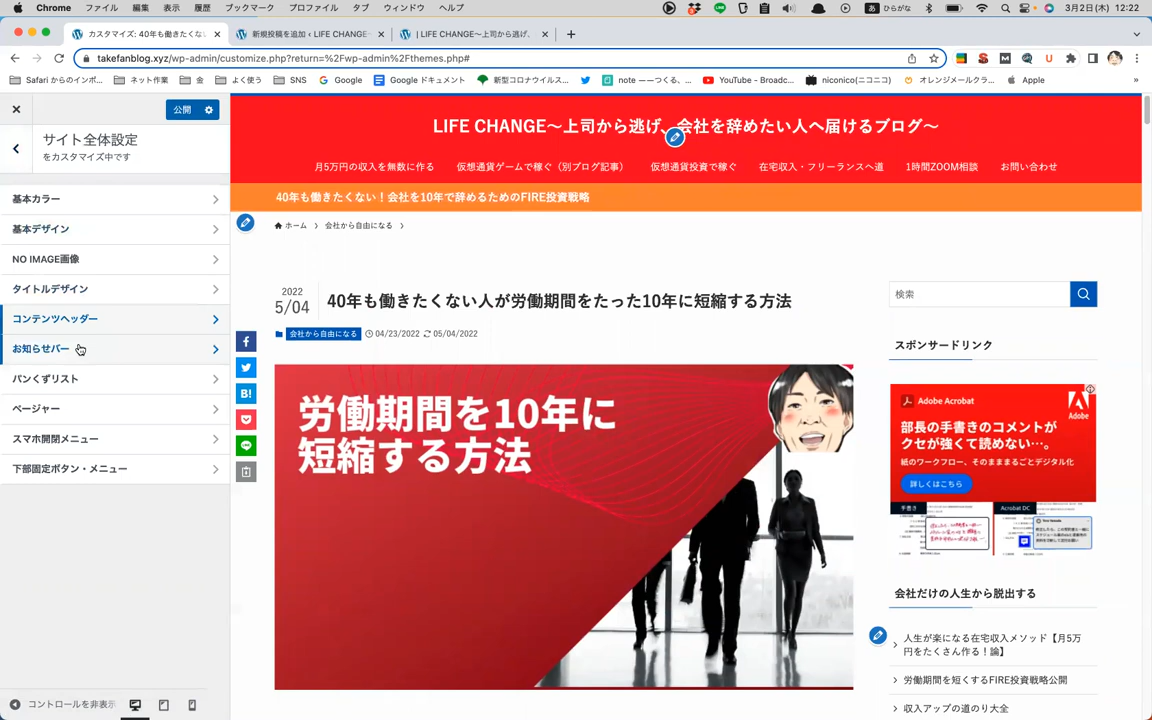 Chrome ファイル 編集 表示 履歴 ブックマーク プロファイル タブ ウィンドウ ヘルプ
あ ひらがな 3月2日(木) 12:22
カスタマイズ: 40年も働きたくな
新規投稿を追加 ‹ LIFE CHANGE~
| LIFE CHANGE〜上司から逃げ、
takefanblog.xyz/wp-admin/customize.php?return=%2Fwp-admin%2Fthemes.php#
Safari からのインポ...
ネット作業
金
よく行く
SNS
Google
Google ドキュメント
新型コロナウイルス...
note ーーつくる、...
YouTube - Broadc...
niconico(ニコニコ)
オレンジメールクラ...
Apple
公開
サイト全体設定
をカスタマイズ中です
基本カラー
基本デザイン
NO IMAGE画像
タイトルデザイン
コンテンツヘッダー
お知らせバー
パンくずリスト
ページャー
スマホ開閉メニュー
下部固定ボタン・メニュー
コントロールを非表示
LIFE CHANGE〜上司から逃げ、会社を辞めたい人へ届けるブログ〜
月5万円の収入を無数に作る
仮想通貨ゲームで稼ぐ（別ブログ記事）
仮想通貨投資で稼ぐ
在宅収入・フリーランスへ道
1時間ZOOM相談
お問い合わせ
40年も働きたくない！会社を10年で辞めるためのFIRE投資戦略
ホーム
会社から自由になる
2022
5/04
40年も働きたくない人が労働期間をたった10年に短縮する方法
会社から自由になる
04/23/2022
05/04/2022
B!
労働期間を10年に
短縮する方法
検索
スポンサードリンク
Adobe Acrobat
Adobe
部長の手書きのコメントが
クセが強くて読めない…。
紙のワークフロー、そのまままるごとデジタル化
詳しくはこちら
手書き
Acrobat DC
会社だけの人生から脱出する
人生が楽になる在宅収入メソッド【月5万
円をたくさん作る！論】
労働期間を短くするFIRE投資戦略公開
収入アップの道のり大全